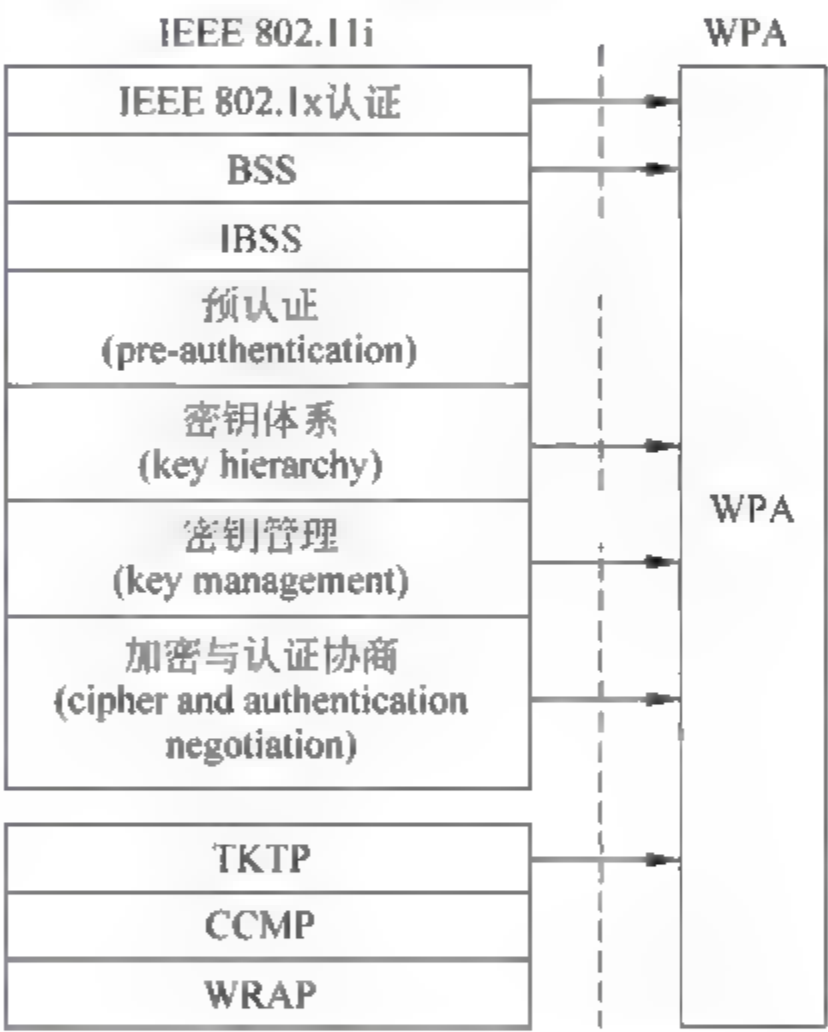 IEEE 802.11i
WPA
IEEE 802.1x认证
BSS
IBSS
预认证
(pre-authentication)
密钥体系
(key hierarchy)
密钥管理
(key management)
加密与认证协商
(cipher and authentication
negotiation)
WPA
TKTP
CCMP
WRAP